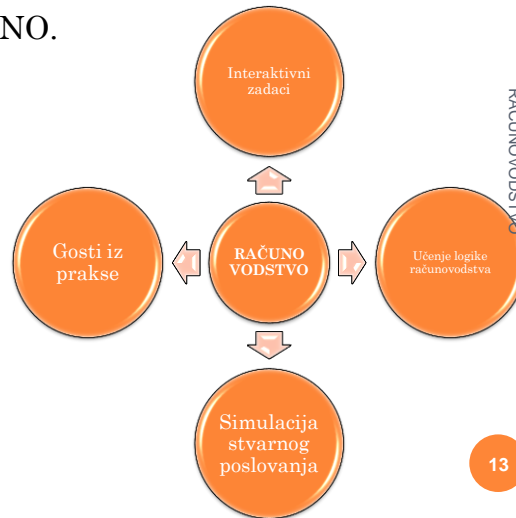 NO.
Interaktivni
zadaci
RAČUNOVODSTVO
Gosti iz
prakse
RAČUNO
VODSTVO
Učenje logike
računovodstva
Simulacija
stvarnog
poslovanja
13